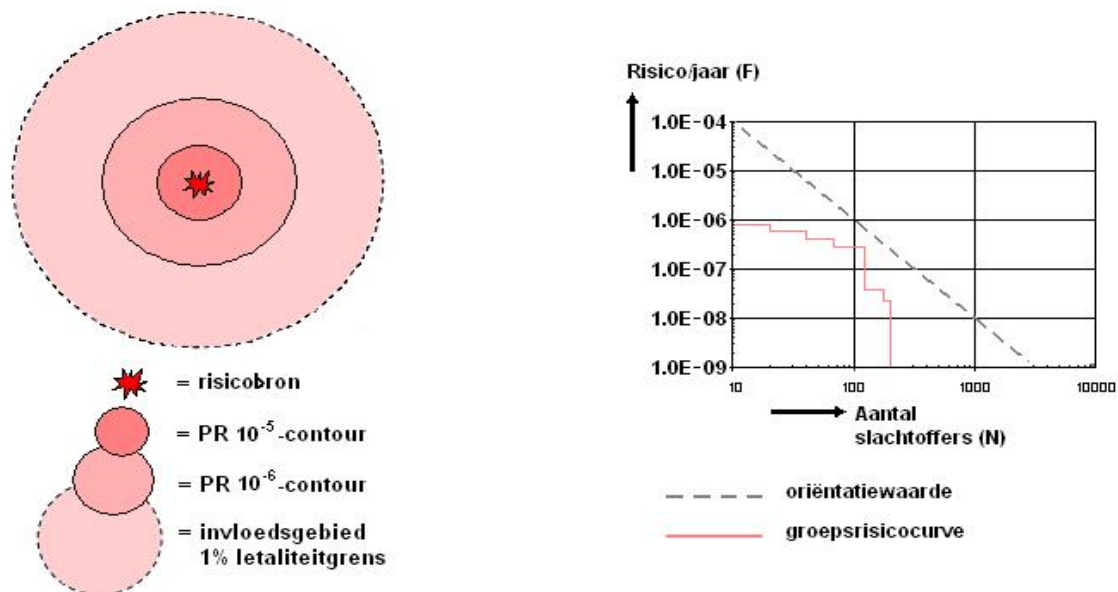 = risicobron
= PR 10⁻⁵-contour
= PR 10⁻⁶-contour
= invloedsgebied
1% letaliteitgrens
Risico/jaar (F)
1.0E-04
1.0E-05
1.0E-06
1.0E-07
1.0E-08
1.0E-09
10 100 1000 10000
Aantal
slachtoffers (N)
oriëntatiewaarde
groepsrisicocurve